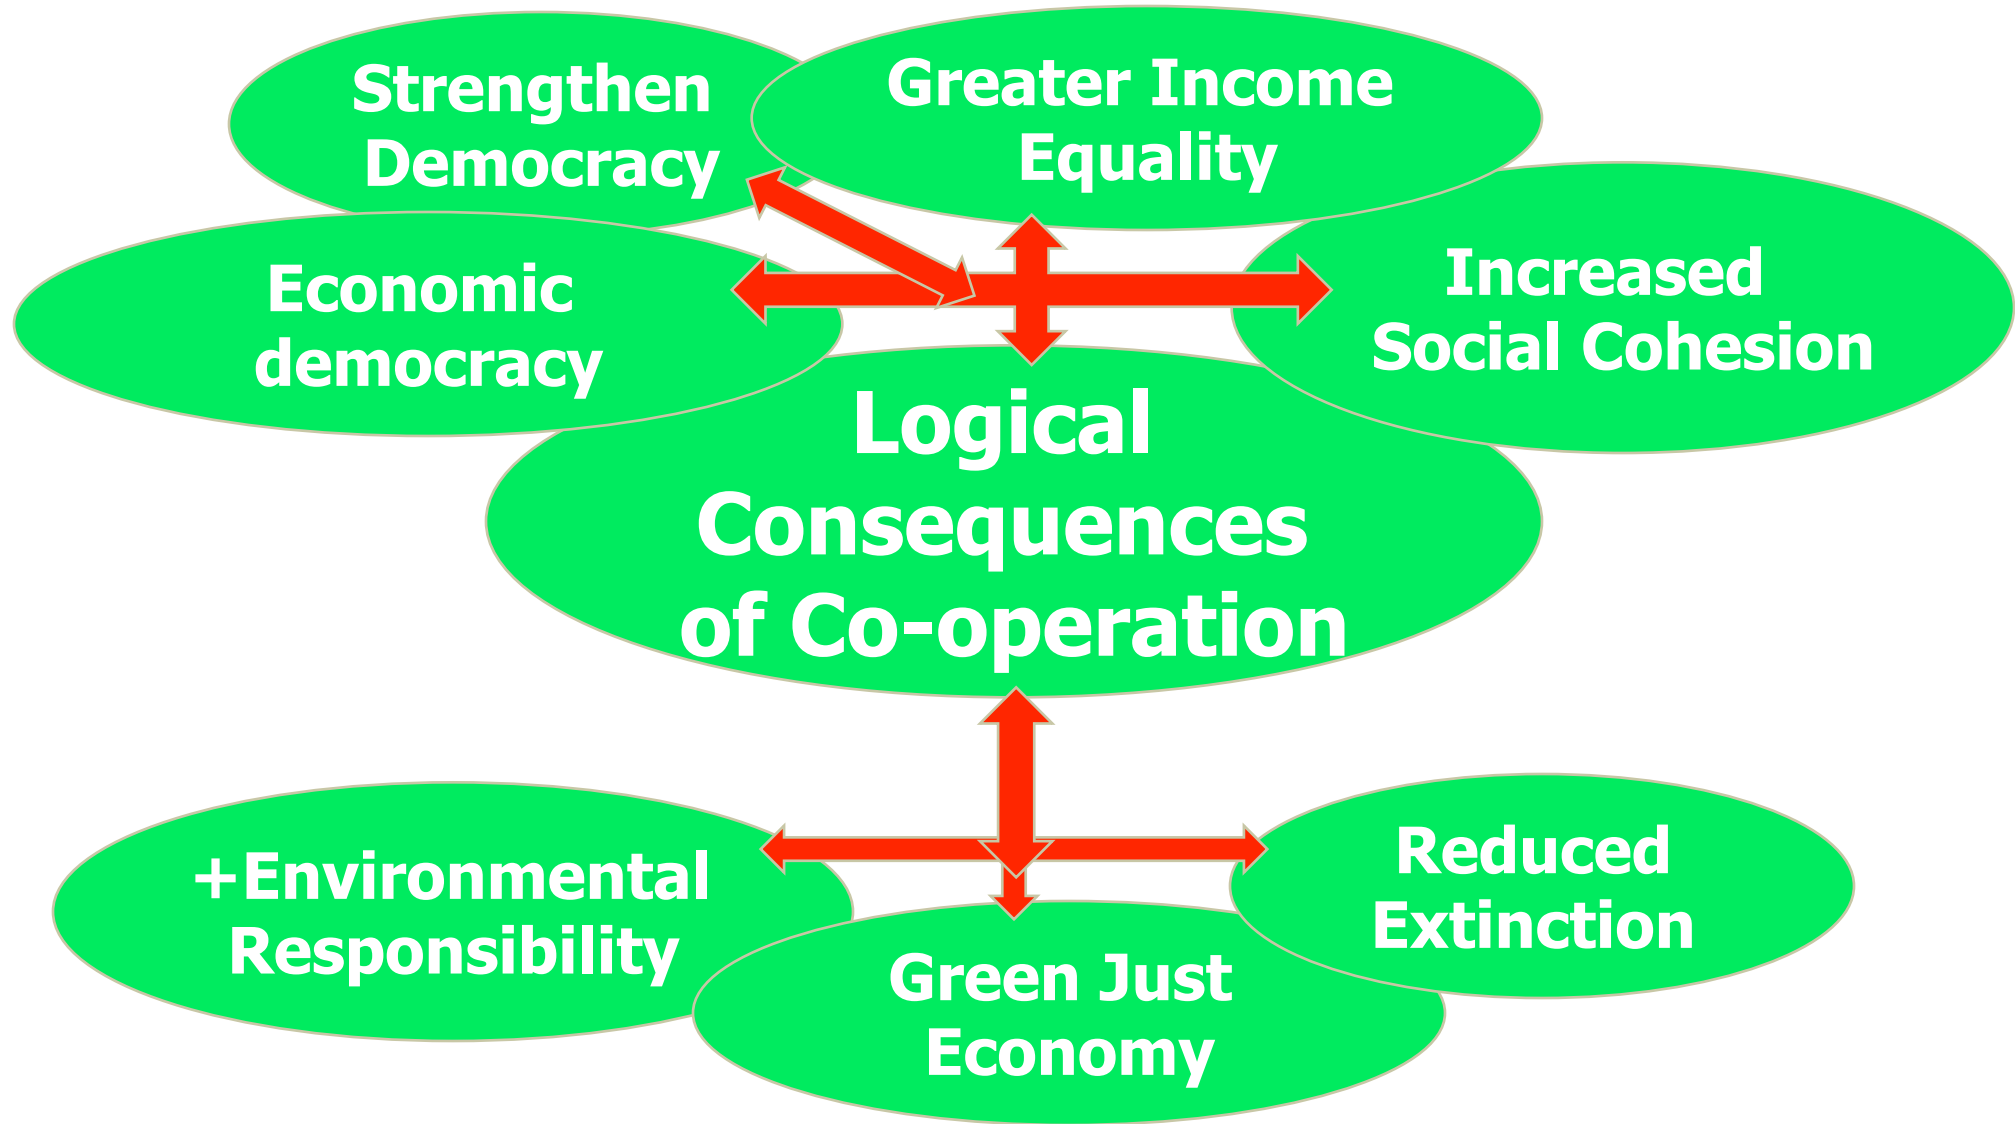 Strengthen
Democracy
Greater Income
Equality
Economic
democracy
Increased
Social Cohesion
Logical
Consequences
of Co-operation
+Environmental
Responsibility
Green Just
Economy
Reduced
Extinction